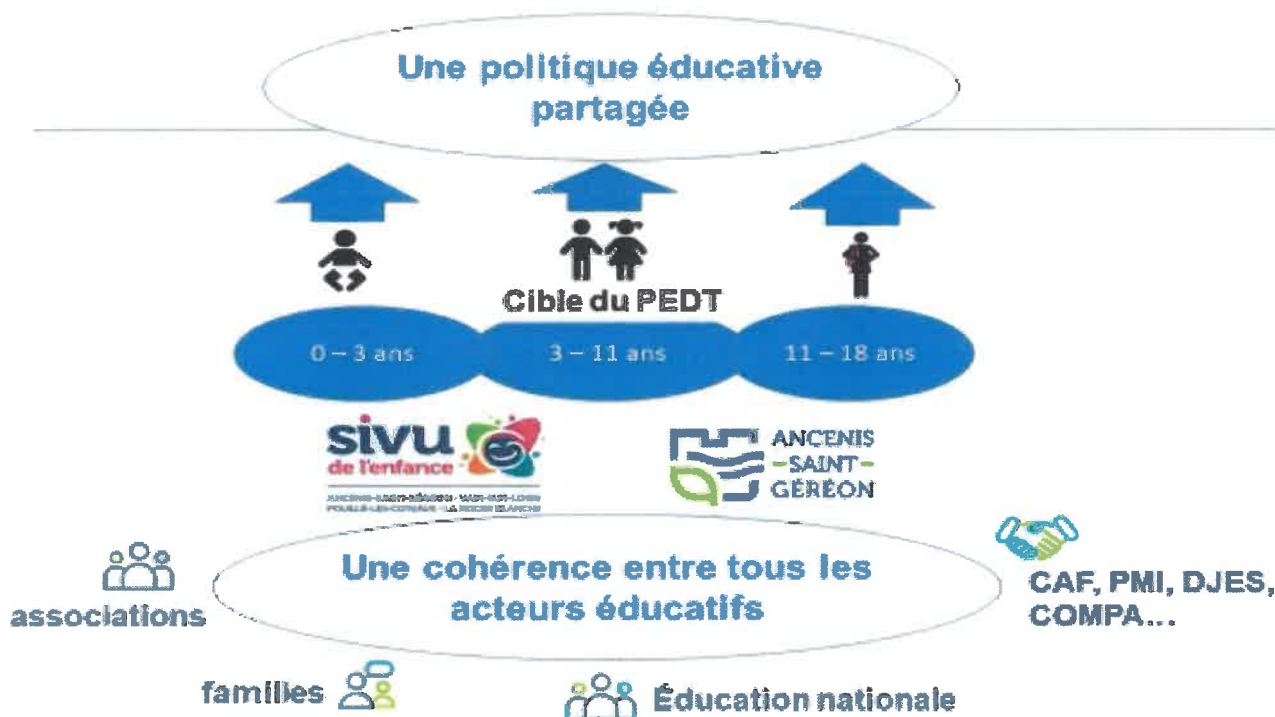 Une politique éducative
partagée
Cible du PEDT
0 – 3 ans
3 – 11 ans
11 – 18 ans
sivu
de l'enfance
ANCENIS
–SAINT–
GÉRÉON
Une cohérence entre tous les
acteurs éducatifs
associations
CAF, PMI, DJES,
COMPA...
familles
Éducation nationale